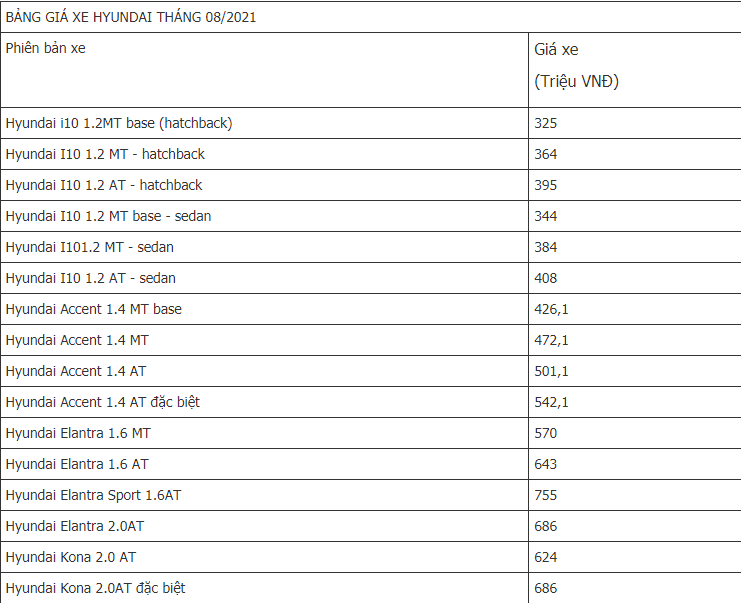 BẢNG GIÁ XE HYUNDAI THÁNG 08/2021
Phiên bản xe
Giá xe
(Triệu VNĐ)
Hyundai i10 1.2MT base (hatchback)
325
Hyundai I10 1.2 MT - hatchback
364
Hyundai I10 1.2 AT - hatchback
395
Hyundai I10 1.2 MT base - sedan
344
Hyundai I101.2 MT - sedan
384
Hyundai I10 1.2 AT - sedan
408
Hyundai Accent 1.4 MT base
426,1
Hyundai Accent 1.4 MT
472,1
Hyundai Accent 1.4 AT
501,1
Hyundai Accent 1.4 AT đặc biệt
542,1
Hyundai Elantra 1.6 MT
570
Hyundai Elantra 1.6 AT
643
Hyundai Elantra Sport 1.6AT
755
Hyundai Elantra 2.0AT
686
Hyundai Kona 2.0 AT
624
Hyundai Kona 2.0AT đặc biệt
686